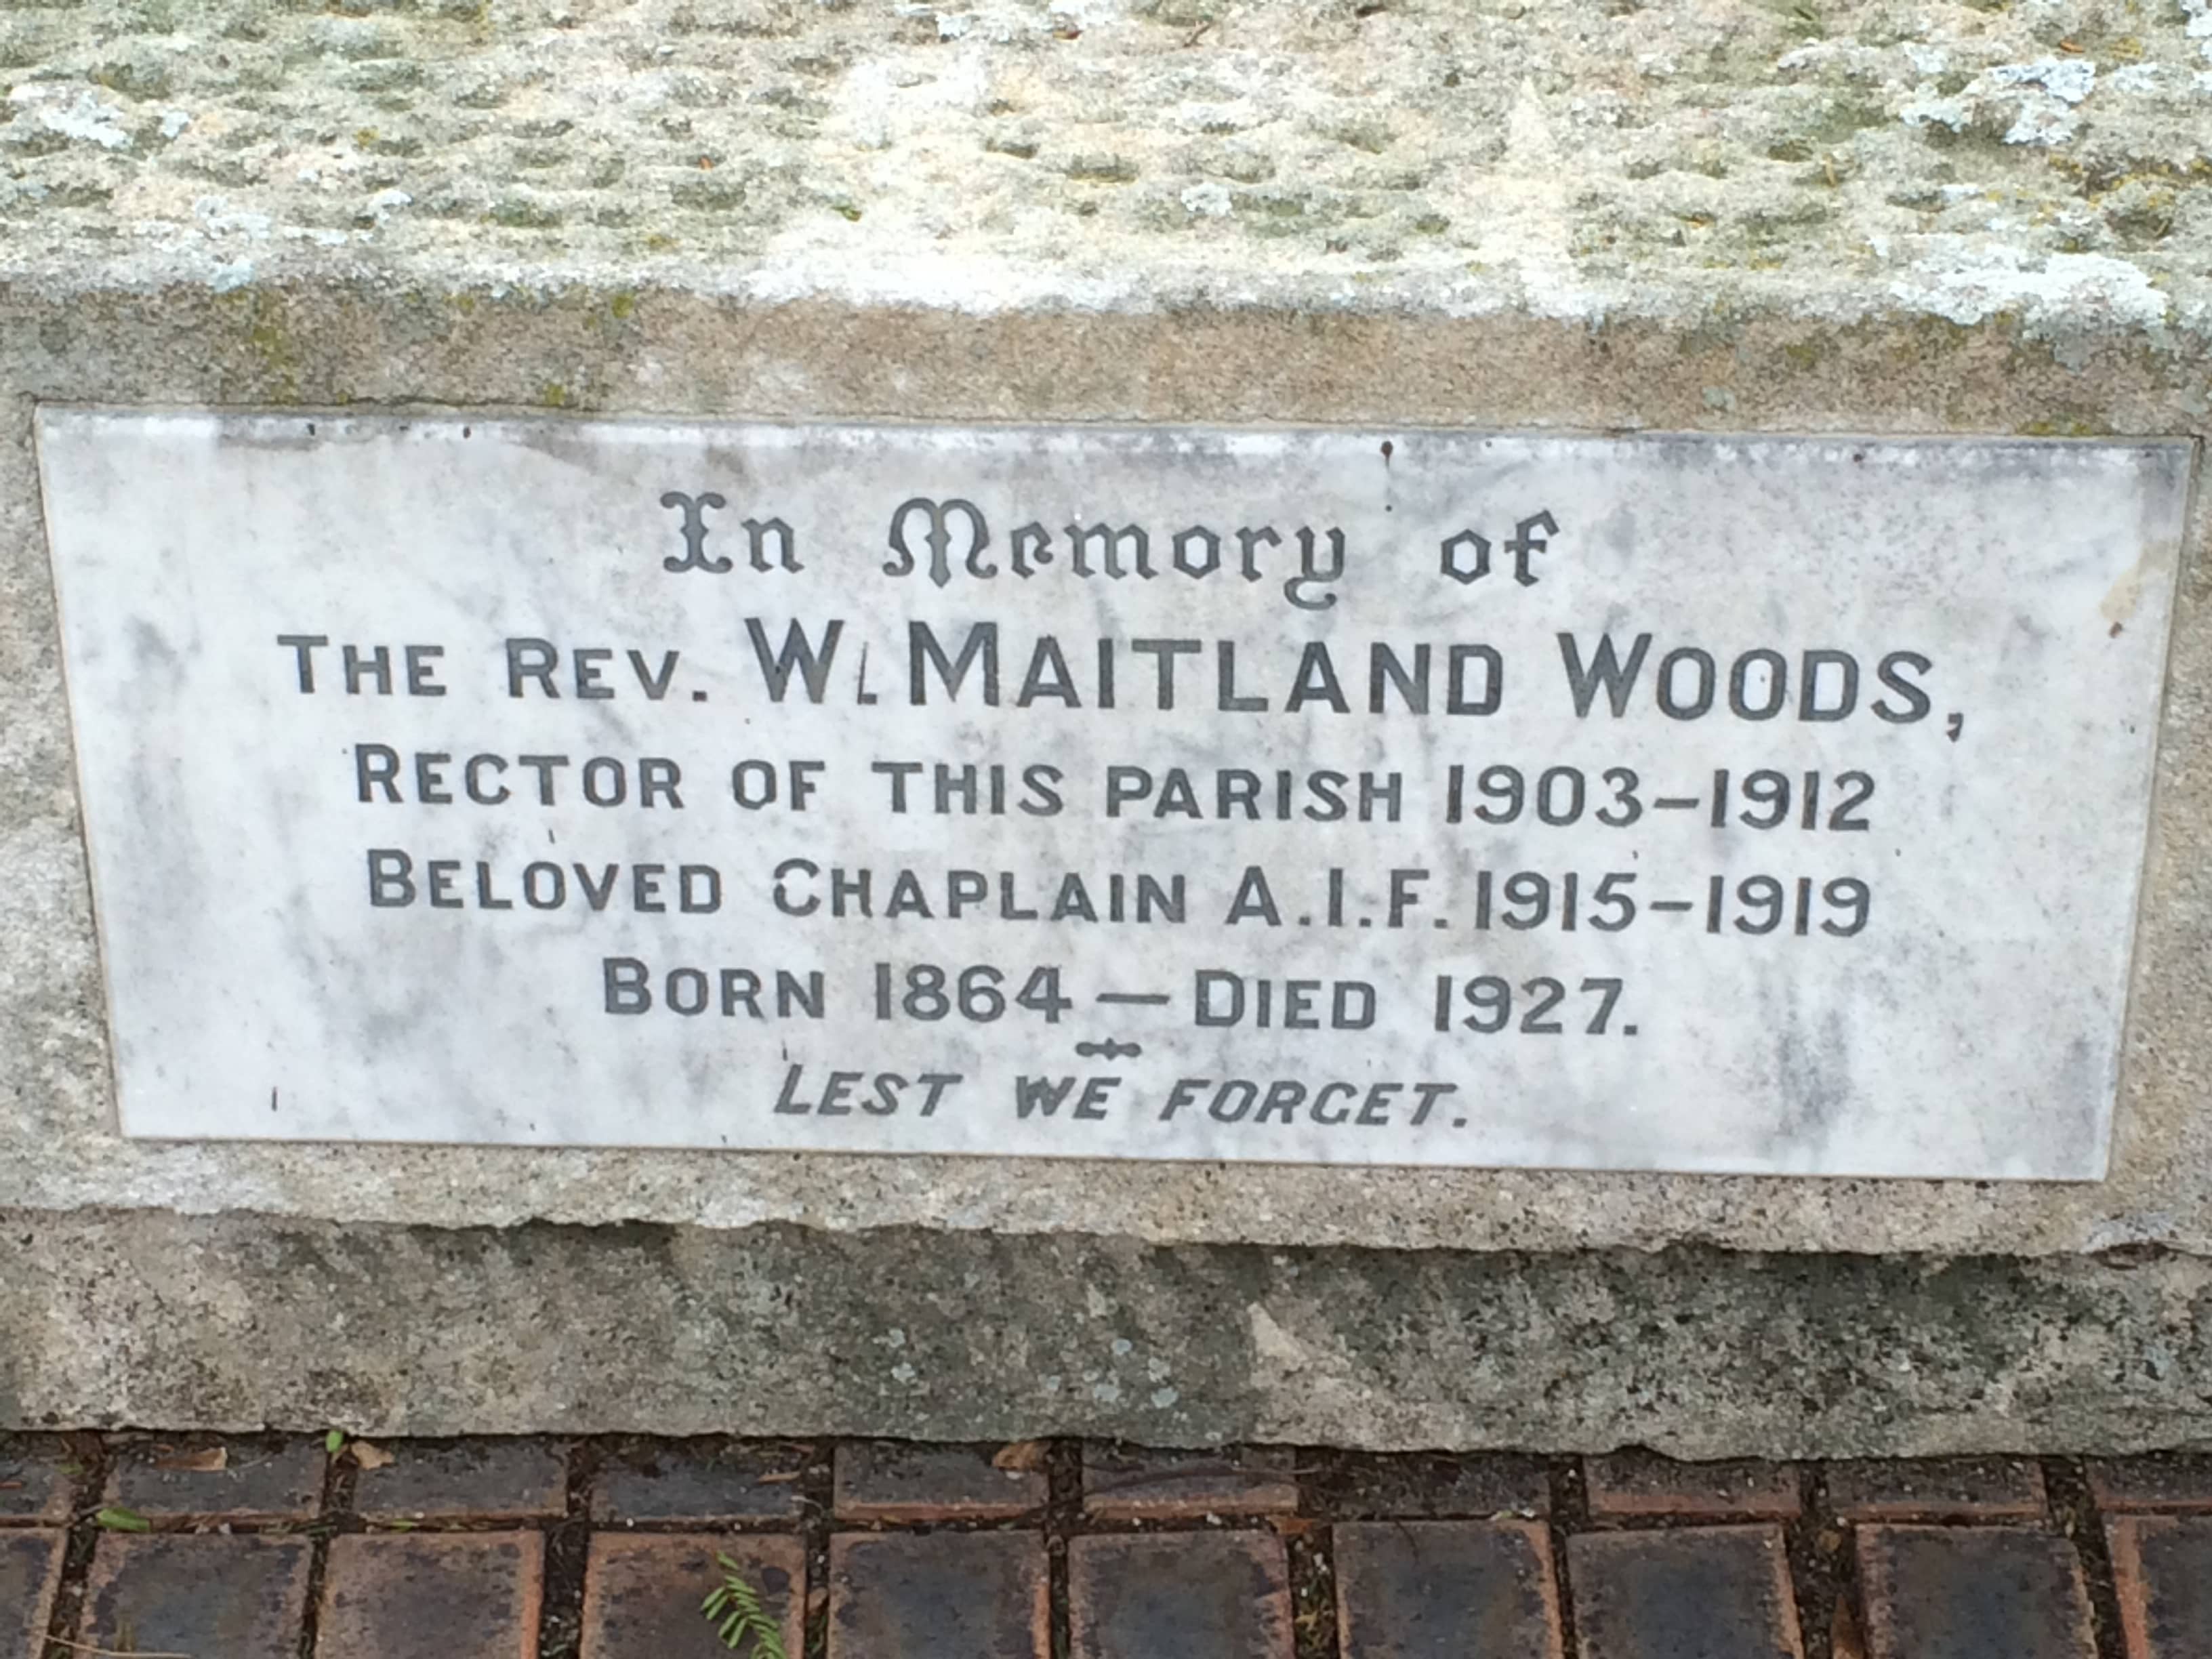 In Memory of
THE REV. W. MAITLAND WOODS,
RECTOR OF THIS PARISH 1903-1912
BELOVED CHAPLAIN A.I.F. 1915-1919
BORN 1864 — DIED 1927.
LEST WE FORGET.